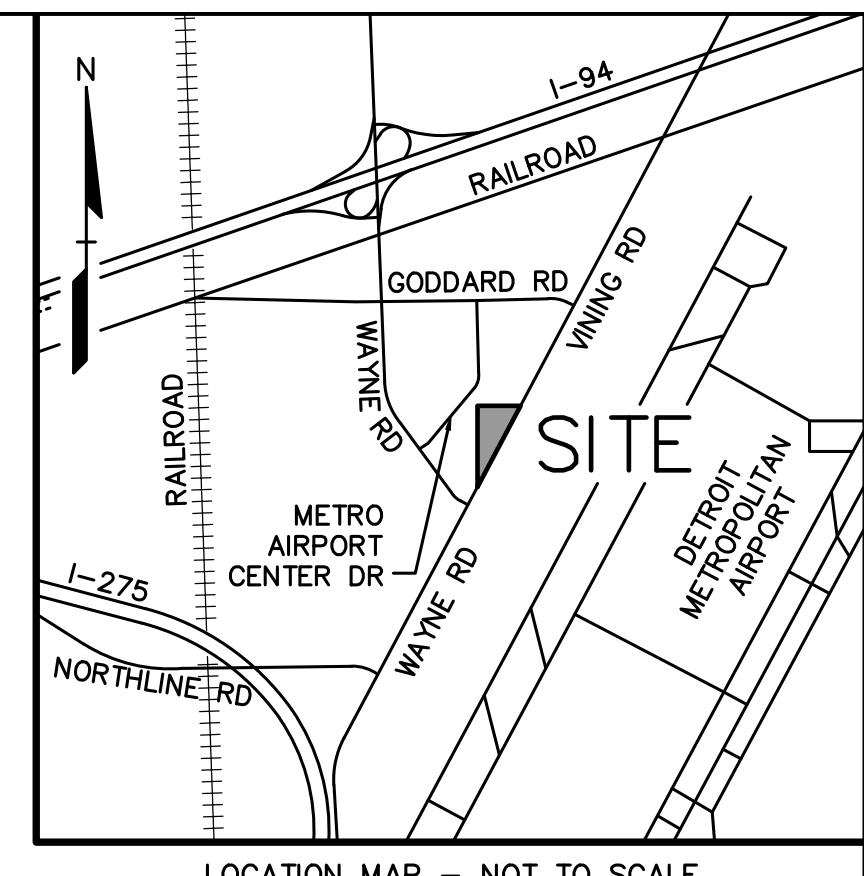 N
I-94
RAILROAD
GODDARD RD
VINING RD
WAYNE RD
RAILROAD
SITE
METRO
AIRPORT
CENTER DR
DETROIT
METROPOLITAN
AIRPORT
WAYNE RD
I-275
NORTHLINE RD
LOCATION MAP - NOT TO SCALE